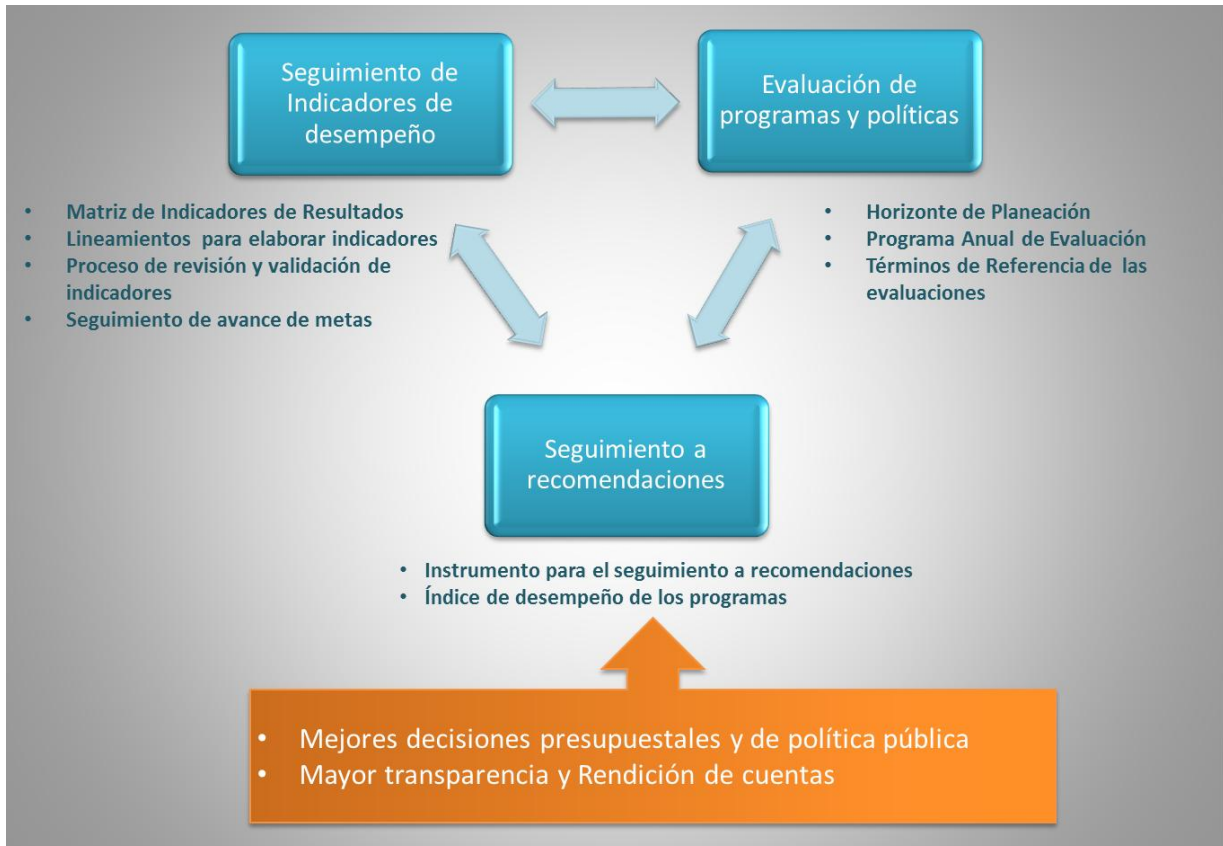 Seguimiento de
Indicadores de
desempeño
Evaluación de
programas y políticas
• Matriz de Indicadores de Resultados
• Lineamientos para elaborar indicadores
• Proceso de revisión y validación de
indicadores
• Seguimiento de avance de metas
• Horizonte de Planeación
• Programa Anual de Evaluación
• Términos de Referencia de las
evaluaciones
Seguimiento a
recomendaciones
• Instrumento para el seguimiento a recomendaciones
• Índice de desempeño de los programas
• Mejores decisiones presupuestales y de política pública
• Mayor transparencia y Rendición de cuentas